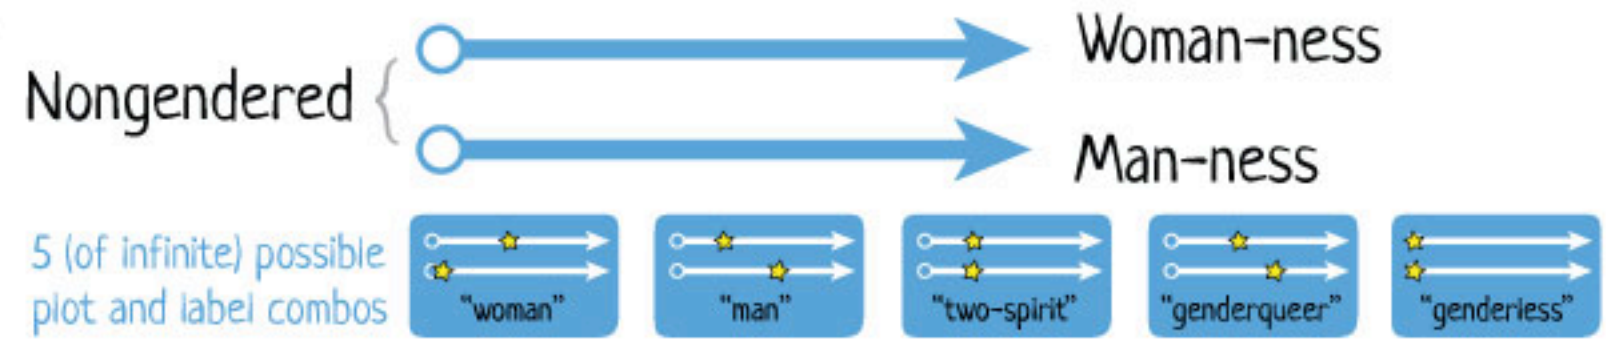 Woman-ness
Nongendered
Man-ness
5 (of infinite) possible
plot and label combos
"woman"
"man"
"two-spirit"
"genderqueer"
"genderless"